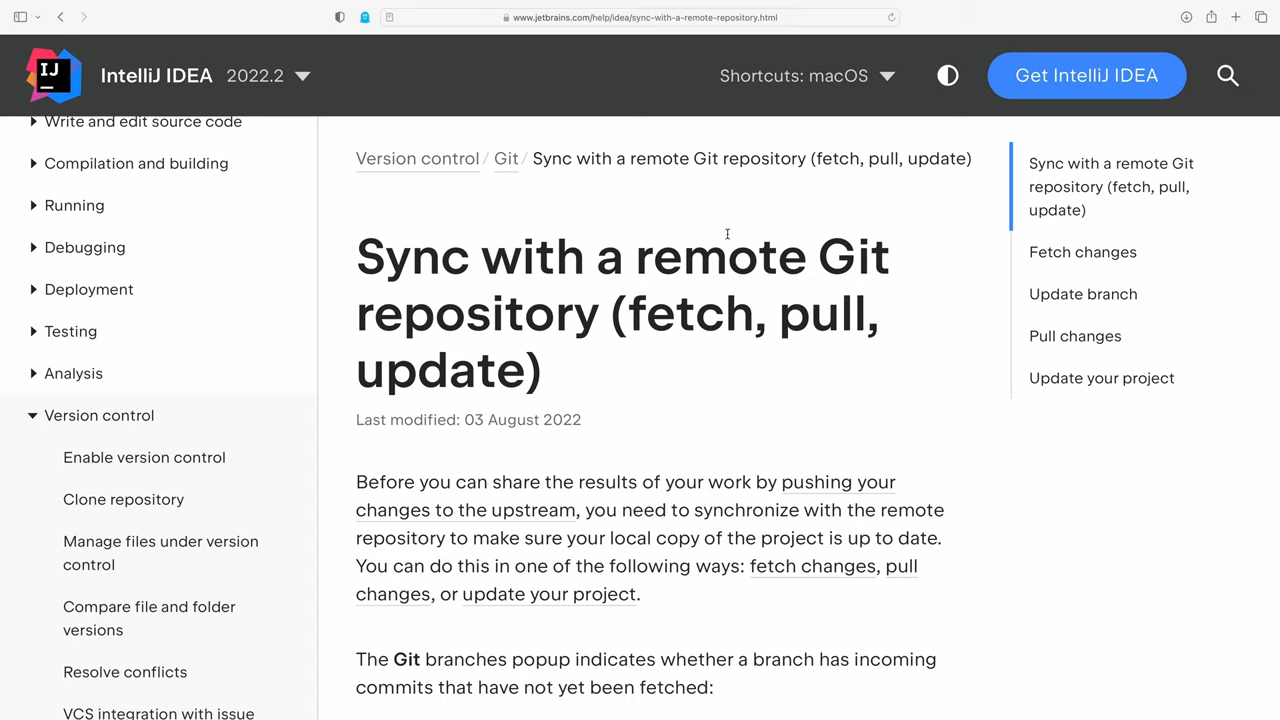 www.jetbrains.com/help/idea/sync-with-a-remote-repository.html
IJ
IntelliJ IDEA
2022.2
Shortcuts: macOS
Get IntelliJ IDEA
Write and edit source code
Compilation and building
Running
Debugging
Deployment
Testing
Analysis
Version control
Enable version control
Clone repository
Manage files under version
control
Compare file and folder
versions
Resolve conflicts
VCS integration with issue
Version control / Git / Sync with a remote Git repository (fetch, pull, update)
Sync with a remote Git
repository (fetch, pull,
update)
Last modified: 03 August 2022
Before you can share the results of your work by pushing your
changes to the upstream, you need to synchronize with the remote
repository to make sure your local copy of the project is up to date.
You can do this in one of the following ways: fetch changes, pull
changes, or update your project.
The Git branches popup indicates whether a branch has incoming
commits that have not yet been fetched:
Sync with a remote Git
repository (fetch, pull,
update)
Fetch changes
Update branch
Pull changes
Update your project